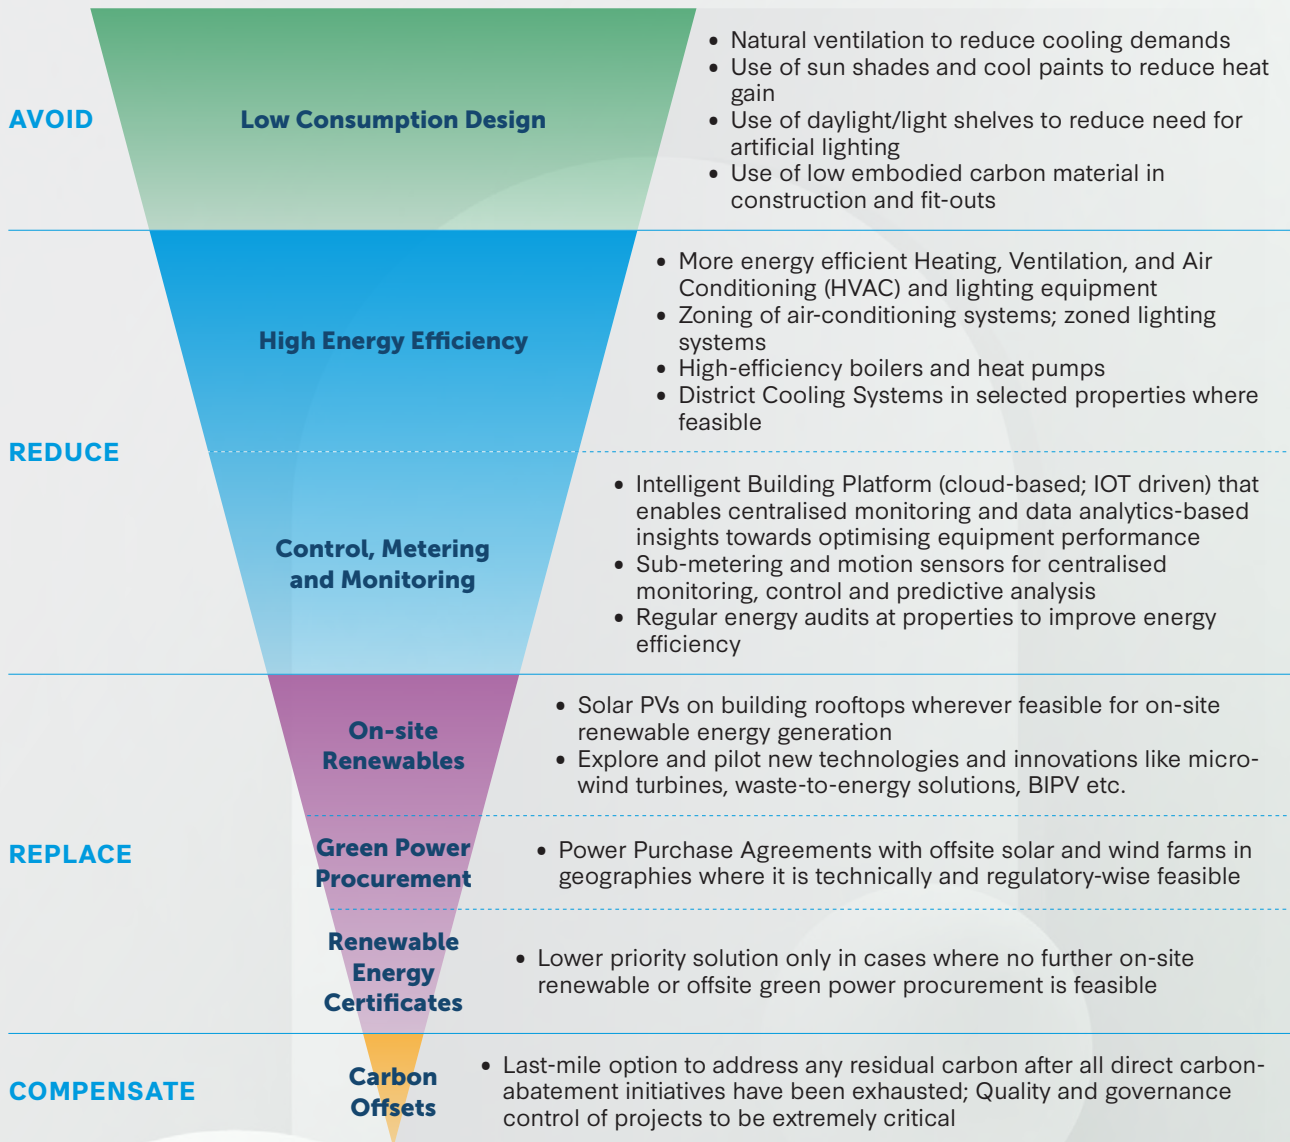 AVOID
Low Consumption Design
• Natural ventilation to reduce cooling demands
• Use of sun shades and cool paints to reduce heat
gain
• Use of daylight/light shelves to reduce need for
artificial lighting
• Use of low embodied carbon material in
construction and fit-outs
REDUCE
High Energy Efficiency
• More energy efficient Heating, Ventilation, and Air
Conditioning (HVAC) and lighting equipment
• Zoning of air-conditioning systems; zoned lighting
systems
• High-efficiency boilers and heat pumps
• District Cooling Systems in selected properties where
feasible
Control, Metering
and Monitoring
• Intelligent Building Platform (cloud-based; IOT driven) that
enables centralised monitoring and data analytics-based
insights towards optimising equipment performance
• Sub-metering and motion sensors for centralised
monitoring, control and predictive analysis
• Regular energy audits at properties to improve energy
efficiency
REPLACE
On-site
Renewables
• Solar PVs on building rooftops wherever feasible for on-site
renewable energy generation
• Explore and pilot new technologies and innovations like micro-
wind turbines, waste-to-energy solutions, BIPV etc.
Green Power
Procurement
• Power Purchase Agreements with offsite solar and wind farms in
geographies where it is technically and regulatory-wise feasible
Renewable
Energy
Certificates
• Lower priority solution only in cases where no further on-site
renewable or offsite green power procurement is feasible
COMPENSATE
Carbon
Offsets
• Last-mile option to address any residual carbon after all direct carbon-
abatement initiatives have been exhausted; Quality and governance
control of projects to be extremely critical